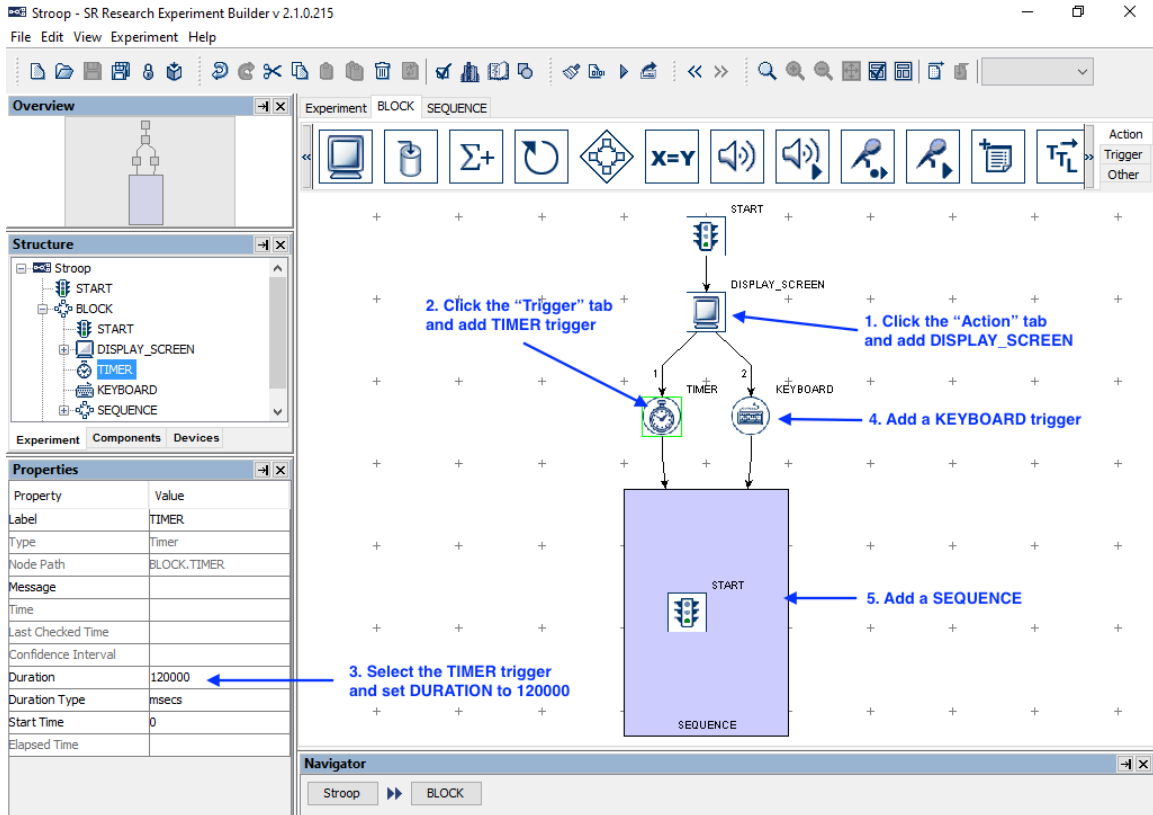 Stroop - SR Research Experiment Builder v 2.1.0.215
File Edit View Experiment Help
Overview
Experiment BLOCK SEQUENCE
Σ+
X=Y
TTL
Action
Trigger
Other
Structure
Stroop
START
BLOCK
START
DISPLAY_SCREEN
TIMER
KEYBOARD
SEQUENCE
Experiment Components Devices
Properties
Property Value
Label TIMER
Type Timer
Node Path BLOCK.TIMER
Message
Time
Last Checked Time
Confidence Interval
Duration 120000
Duration Type msecs
Start Time 0
Elapsed Time
START
DISPLAY_SCREEN
1. Click the “Action” tab
and add DISPLAY_SCREEN
2. Click the “Trigger” tab
and add TIMER trigger
1
2
TIMER
KEYBOARD
4. Add a KEYBOARD trigger
START
5. Add a SEQUENCE
3. Select the TIMER trigger
and set DURATION to 120000
SEQUENCE
Navigator
Stroop BLOCK